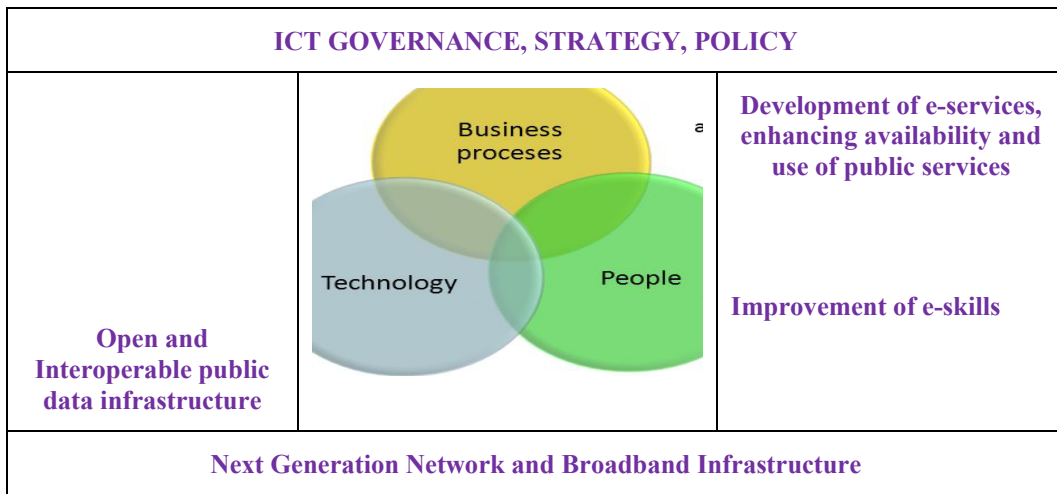 ICT GOVERNANCE, STRATEGY, POLICY
Business
proceses
a
Technology
People
Open and
Interoperable public
data infrastructure
Development of e-services,
enhancing availability and
use of public services
Improvement of e-skills
Next Generation Network and Broadband Infrastructure